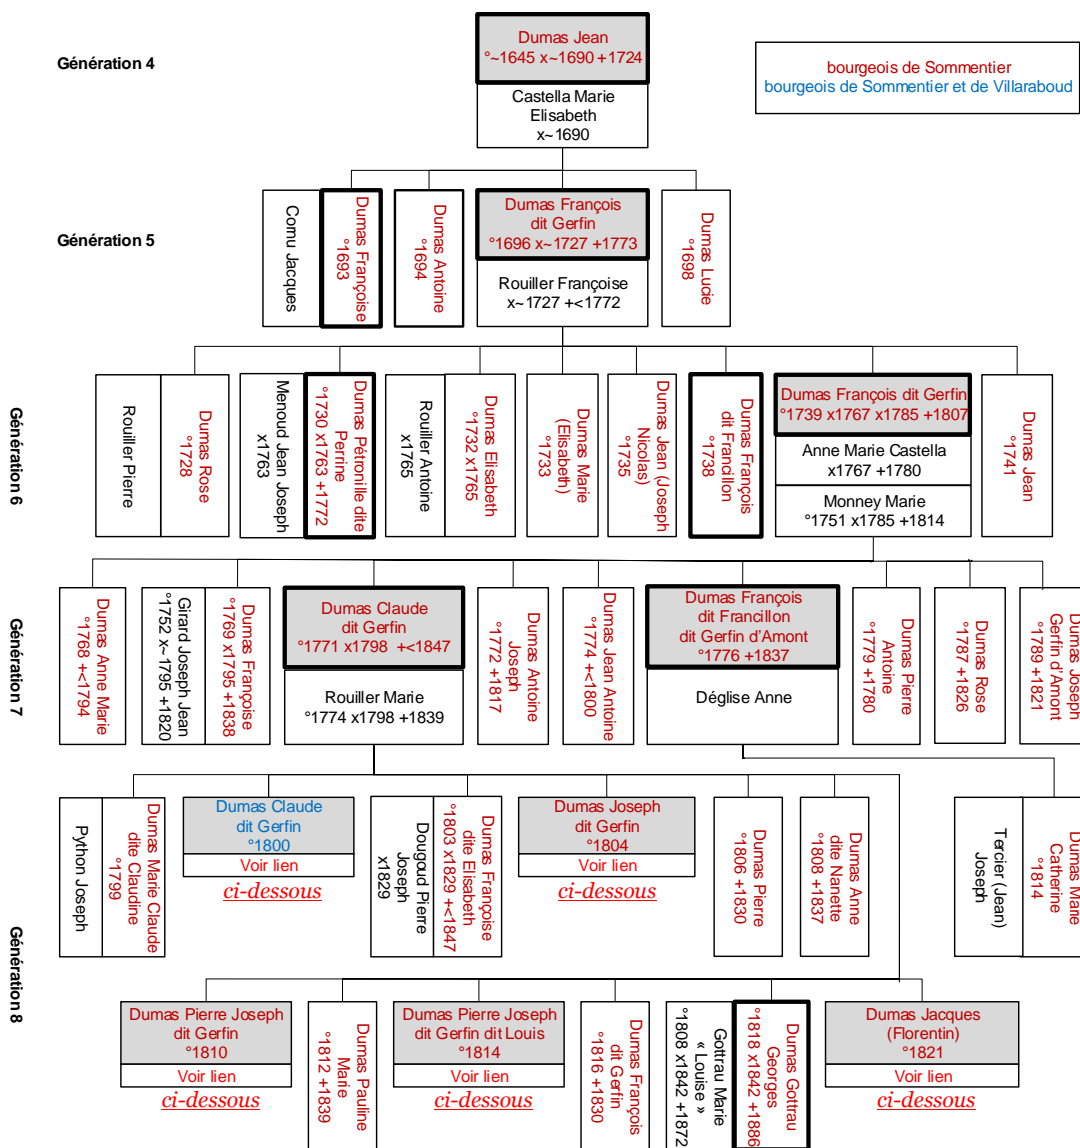 Génération 4
Dumas Jean
°~1645 x~1690 +1724
Castella Marie
Elisabeth
x~1690
bourgeois de Sommentier
bourgeois de Sommentier et de Villaraboud
Génération 5
Cornu Jacques
Dumas Françoise
°1693
Dumas Antoine
°1694
Dumas François
dit Gerfin
°1696 x~1727 +1773
Rouiller Françoise
x~1727 +<1772
Dumas Lucie
°1698
Génération 6
Rouiller Pierre
Dumas Rose
°1728
Menoud Jean Joseph
x1763
Dumas Pétronille dite
Perrine
°1730 x1763 +1772
Rouiller Antoine
x1765
Dumas Elisabeth
°1732 x1765
Dumas Marie
(Elisabeth)
°1733
Dumas Jean (Joseph
Nicolas)
°1735
Dumas François
dit Francillon
°1738
Dumas François dit Gerfin
°1739 x1767 x1785 +1807
Anne Marie Castella
x1767 +1780
Monney Marie
°1751 x1785 +1814
Dumas Jean
°1741
Génération 7
Dumas Anne Marie
°1768 +<1794
Girard Joseph Jean
°1752 x~1795 +1820
Dumas Françoise
°1769 x1795 +1838
Dumas Claude
dit Gerfin
°1771 x1798 +<1847
Rouiller Marie
°1774 x1798 +1839
Dumas Antoine
Joseph
°1772 +1817
Dumas Jean Antoine
°1774 +<1800
Dumas François
dit Francillon
dit Gerfin d’Amont
°1776 +1837
Déglise Anne
Dumas Pierre
Antoine
°1779 +1780
Dumas Rose
°1787 +1826
Dumas Joseph
Gerfin d’Amont
°1789 +1821
Génération 8
Python Joseph
Dumas Marie Claude
dite Claudine
°1799
Dumas Claude
dit Gerfin
°1800
Voir lien
ci-dessous
Dougoud Pierre
Joseph
x1829
Dumas Françoise
dite Elisabeth
°1803 x1829 +<1847
Dumas Joseph
dit Gerfin
°1804
Voir lien
ci-dessous
Dumas Pierre
°1806 +1830
Dumas Anne
dite Nanette
°1808 +1837
Tercier (Jean)
Joseph
Dumas Marie
Catherine
°1814
Dumas Pierre Joseph
dit Gerfin
°1810
Voir lien
ci-dessous
Dumas Pauline
Marie
°1812 +1839
Dumas Pierre Joseph
dit Gerfin dit Louis
°1814
Voir lien
ci-dessous
Dumas François
dit Gerfin
°1816 +1830
Gottrau Marie
« Louise »
°1808 x1842 +1872
Dumas Gottrau
Georges
°1818 x1842 +1886
Dumas Jacques
(Florentin)
°1821
Voir lien
ci-dessous